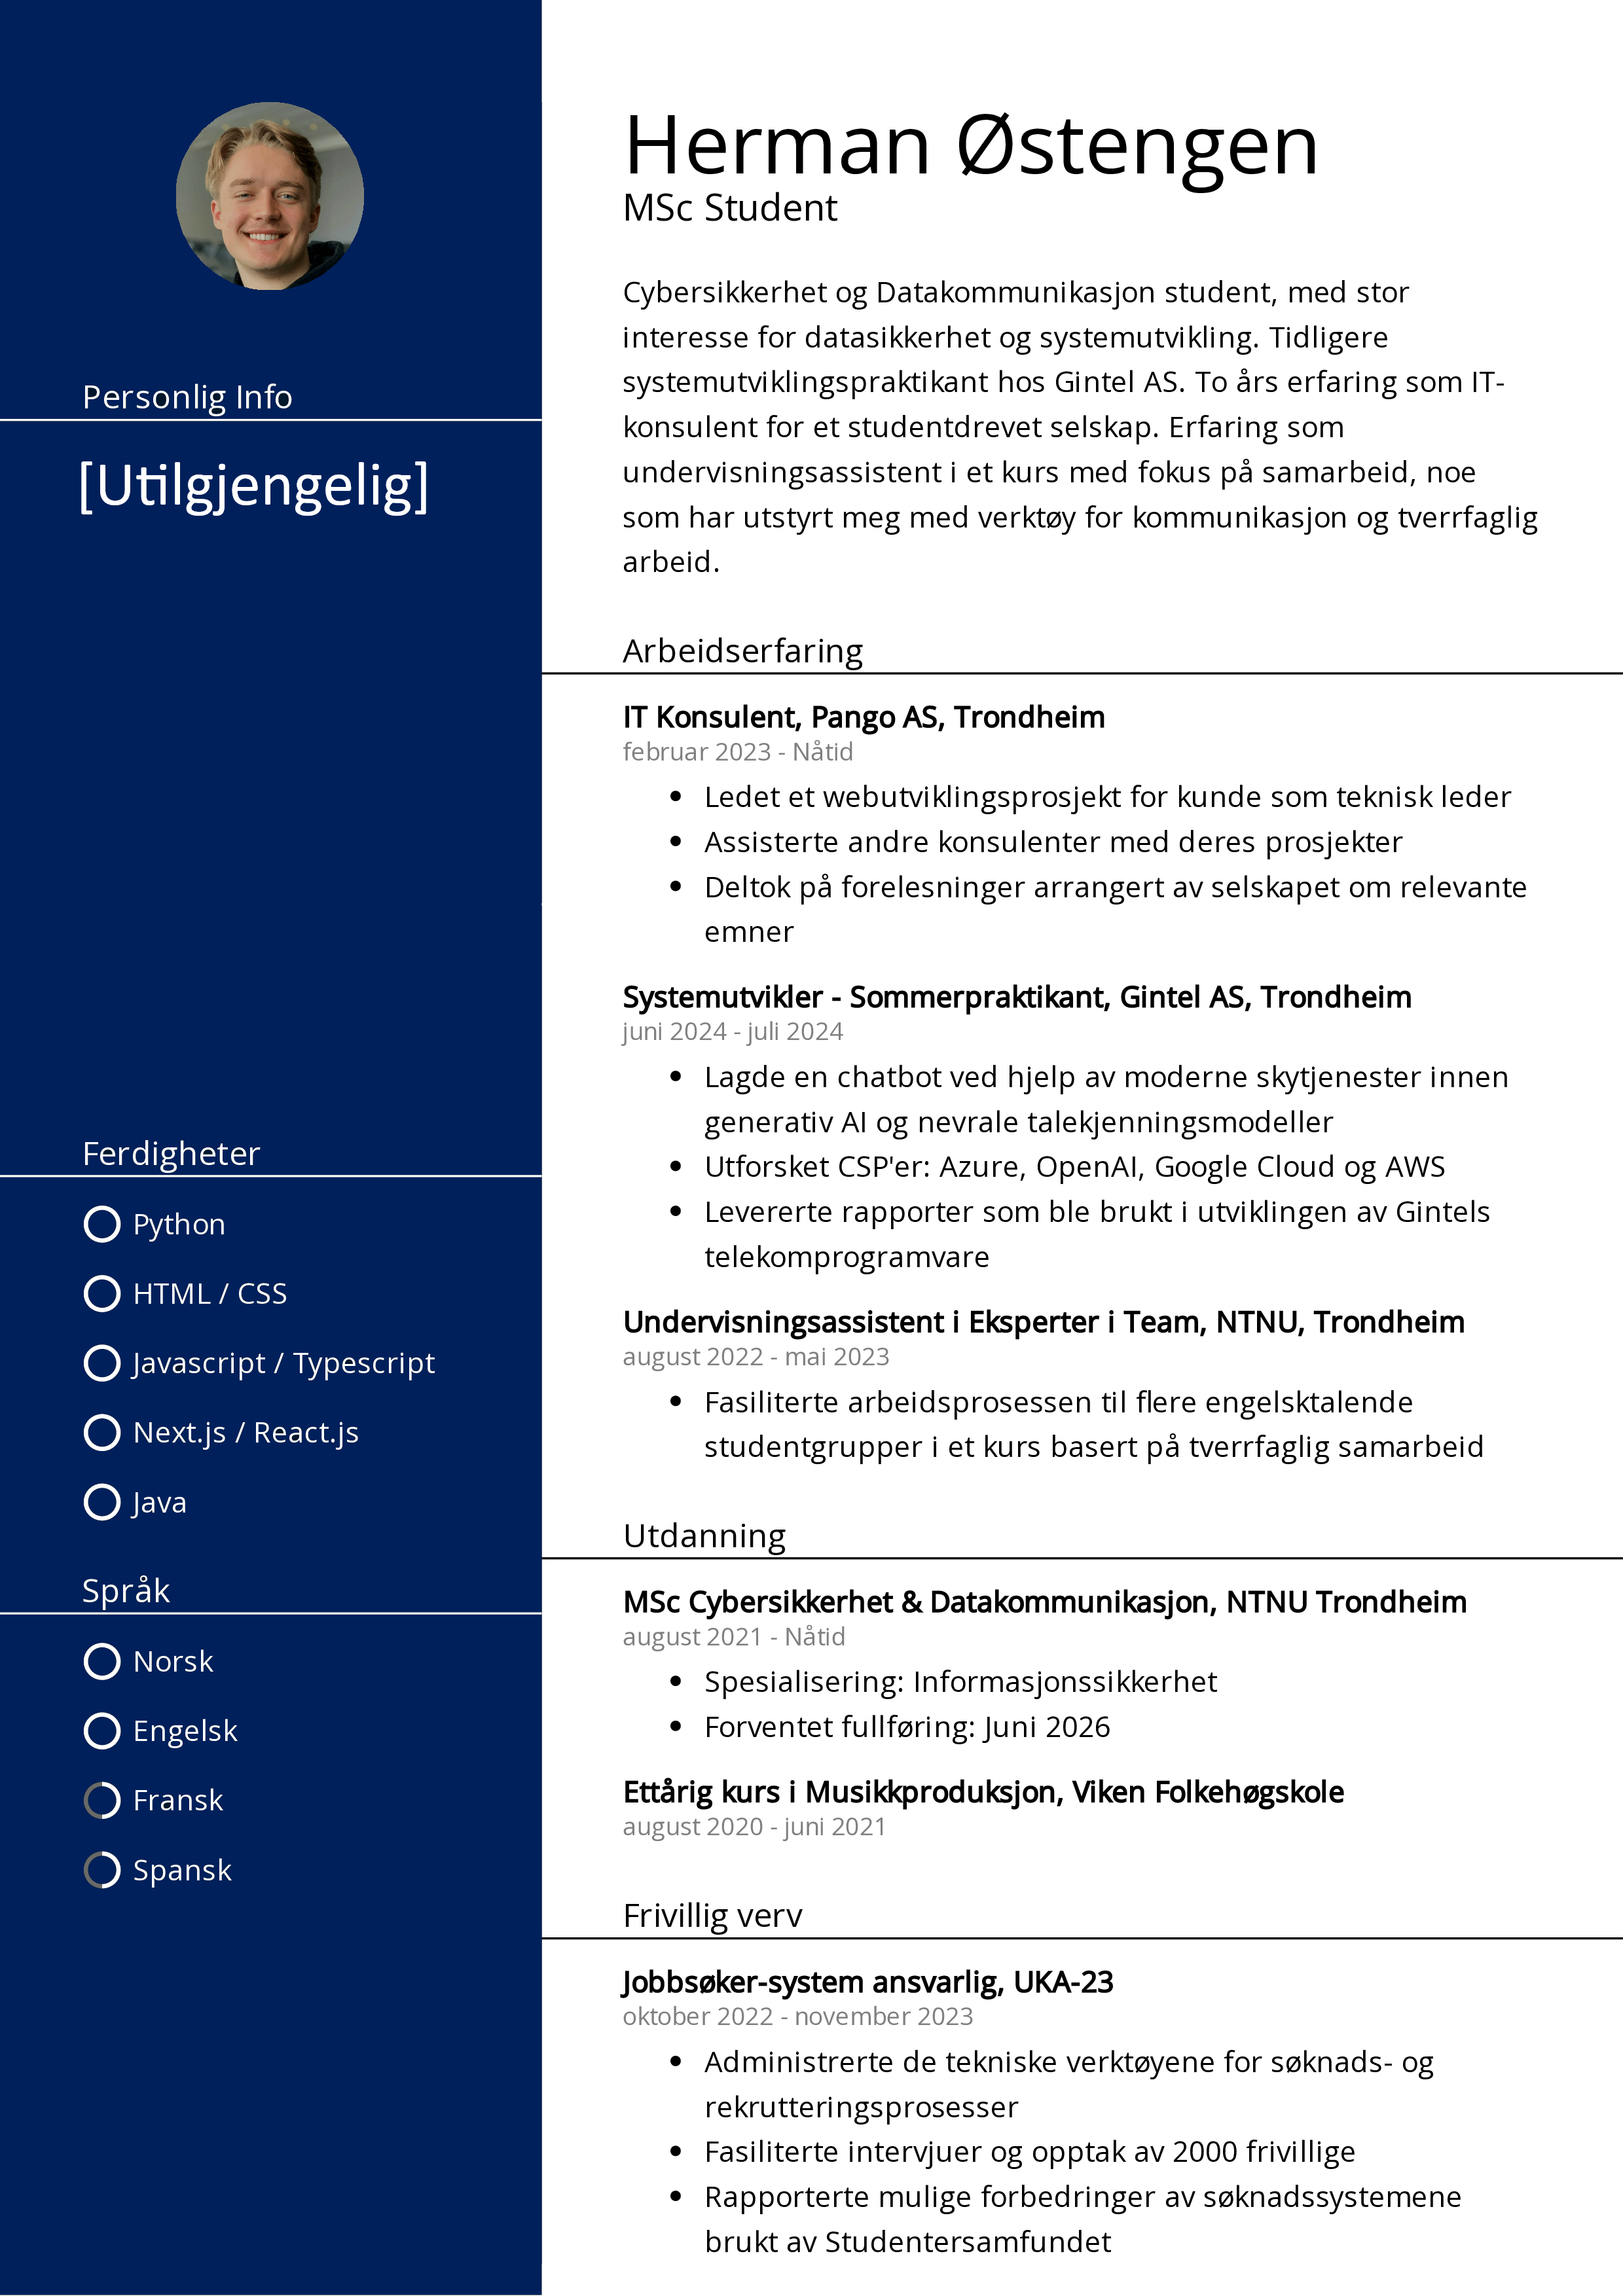 Personlig Info
[Utilgjengelig]
Ferdigheter
Python
HTML / CSS
Javascript / Typescript
Next.js / React.js
Java
Språk
Norsk
Engelsk
Fransk
Spansk
Herman Østengen
MSc Student
Cybersikkerhet og Datakommunikasjon student, med stor
interesse for datasikkerhet og systemutvikling. Tidligere
systemutviklingspraktikant hos Gintel AS. To års erfaring som IT-
konsulent for et studentdrevet selskap. Erfaring som
undervisningsassistent i et kurs med fokus på samarbeid, noe
som har utstyrt meg med verktøy for kommunikasjon og tverrfaglig
arbeid.
Arbeidserfaring
IT Konsulent, Pango AS, Trondheim
februar 2023 - Nåtid
• Ledet et webutviklingsprosjekt for kunde som teknisk leder
• Assisterte andre konsulenter med deres prosjekter
• Deltok på forelesninger arrangert av selskapet om relevante
emner
Systemutvikler - Sommerpraktikant, Gintel AS, Trondheim
juni 2024 - juli 2024
• Lagde en chatbot ved hjelp av moderne skytjenester innen
generativ AI og nevrale talekjenningsmodeller
• Utforsket CSP'er: Azure, OpenAI, Google Cloud og AWS
• Levererte rapporter som ble brukt i utviklingen av Gintels
telekomprogramvare
Undervisningsassistent i Eksperter i Team, NTNU, Trondheim
august 2022 - mai 2023
• Fasiliterte arbeidsprosessen til flere engelsktalende
studentgrupper i et kurs basert på tverrfaglig samarbeid
Utdanning
MSc Cybersikkerhet & Datakommunikasjon, NTNU Trondheim
august 2021 - Nåtid
• Spesialisering: Informasjonssikkerhet
• Forventet fullføring: Juni 2026
Ettårig kurs i Musikkproduksjon, Viken Folkehøgskole
august 2020 - juni 2021
Frivillig verv
Jobbsøker-system ansvarlig, UKA-23
oktober 2022 - november 2023
• Administrerte de tekniske verktøyene for søknads- og
rekrutteringsprosesser
• Fasiliterte intervjuer og opptak av 2000 frivillige
• Rapporterte mulige forbedringer av søknadssystemene
brukt av Studentersamfundet